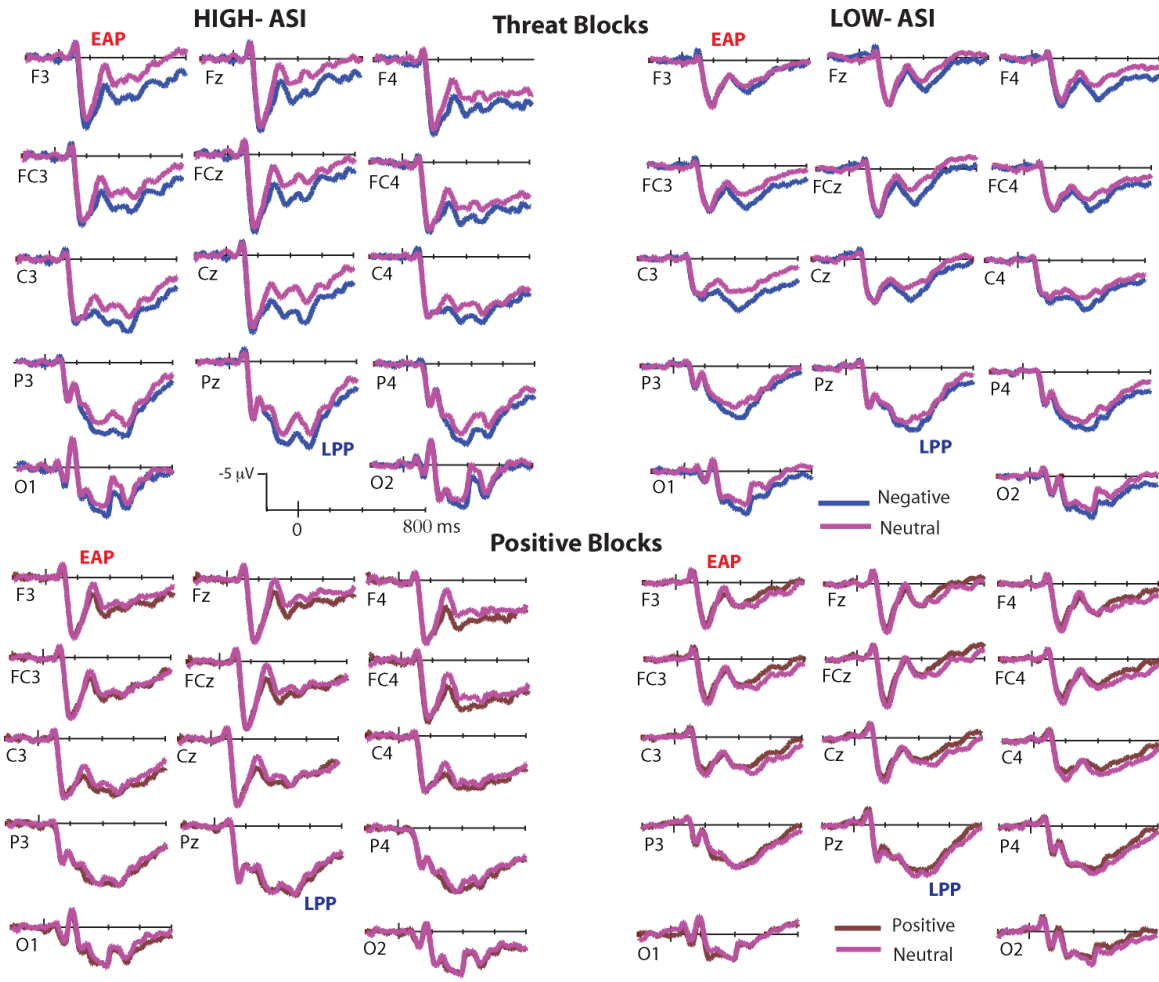 HIGH- ASI
Threat Blocks
LOW- ASI
EAP
EAP
F3
Fz
F4
F3
Fz
F4
FC3
FCz
FC4
FC3
FCz
FC4
C3
Cz
C4
C3
Cz
C4
P3
Pz
P4
P3
Pz
P4
LPP
LPP
O1
-5 μV
O2
O1
O2
Negative
Neutral
0
800 ms
Positive Blocks
EAP
EAP
F3
Fz
F4
F3
Fz
F4
FC3
FCz
FC4
FC3
FCz
FC4
C3
Cz
C4
C3
Cz
C4
P3
Pz
P4
P3
Pz
P4
LPP
LPP
O1
O2
O1
O2
Positive
Neutral